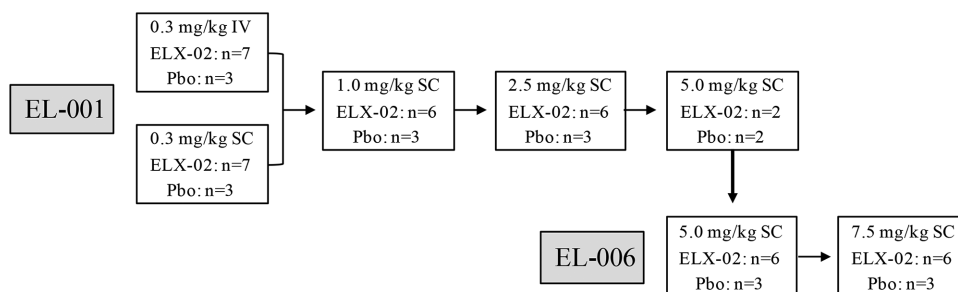 EL-001
0.3 mg/kg IV
ELX-02: n=7
Pbo: n=3
0.3 mg/kg SC
ELX-02: n=7
Pbo: n=3
1.0 mg/kg SC
ELX-02: n=6
Pbo: n=3
2.5 mg/kg SC
ELX-02: n=6
Pbo: n=3
5.0 mg/kg SC
ELX-02: n=2
Pbo: n=2
EL-006
5.0 mg/kg SC
ELX-02: n=6
Pbo: n=3
7.5 mg/kg SC
ELX-02: n=6
Pbo: n=3